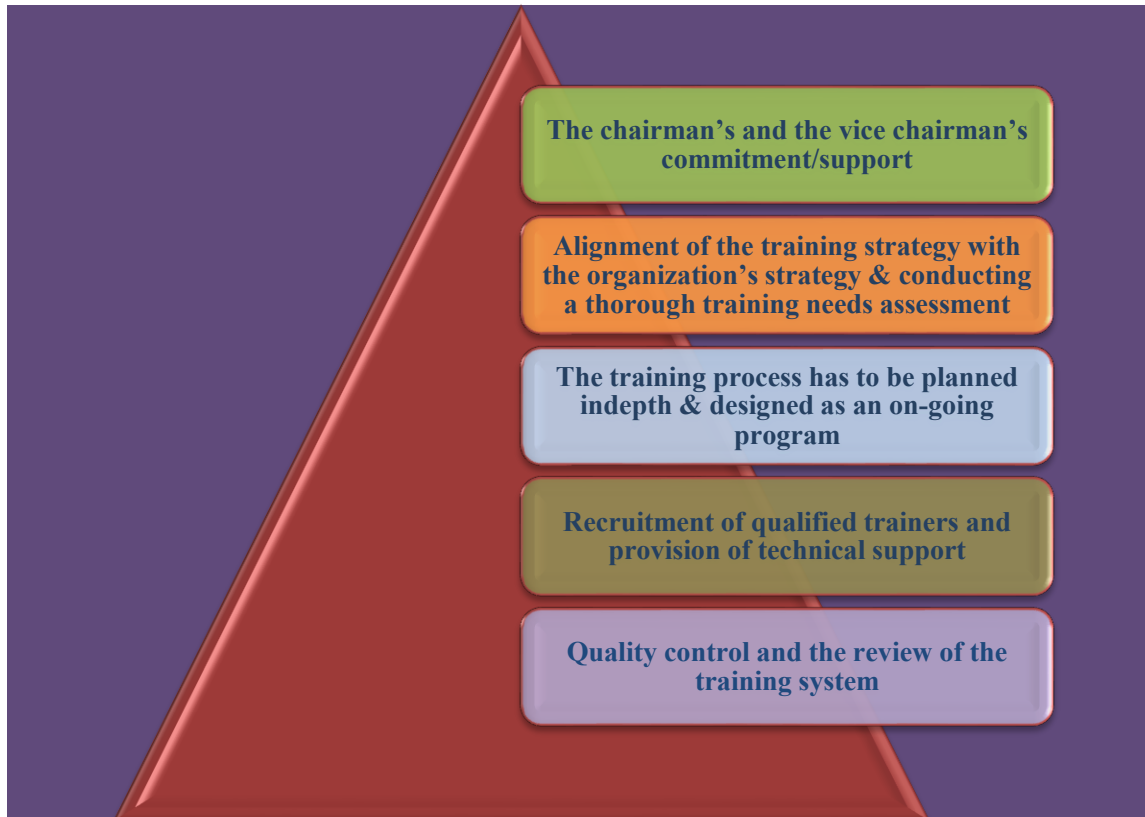 The chairman’s and the vice chairman’s
commitment/support
Alignment of the training strategy with
the organization’s strategy & conducting
a thorough training needs assessment
The training process has to be planned
indepth & designed as an on-going
program
Recruitment of qualified trainers and
provision of technical support
Quality control and the review of the
training system